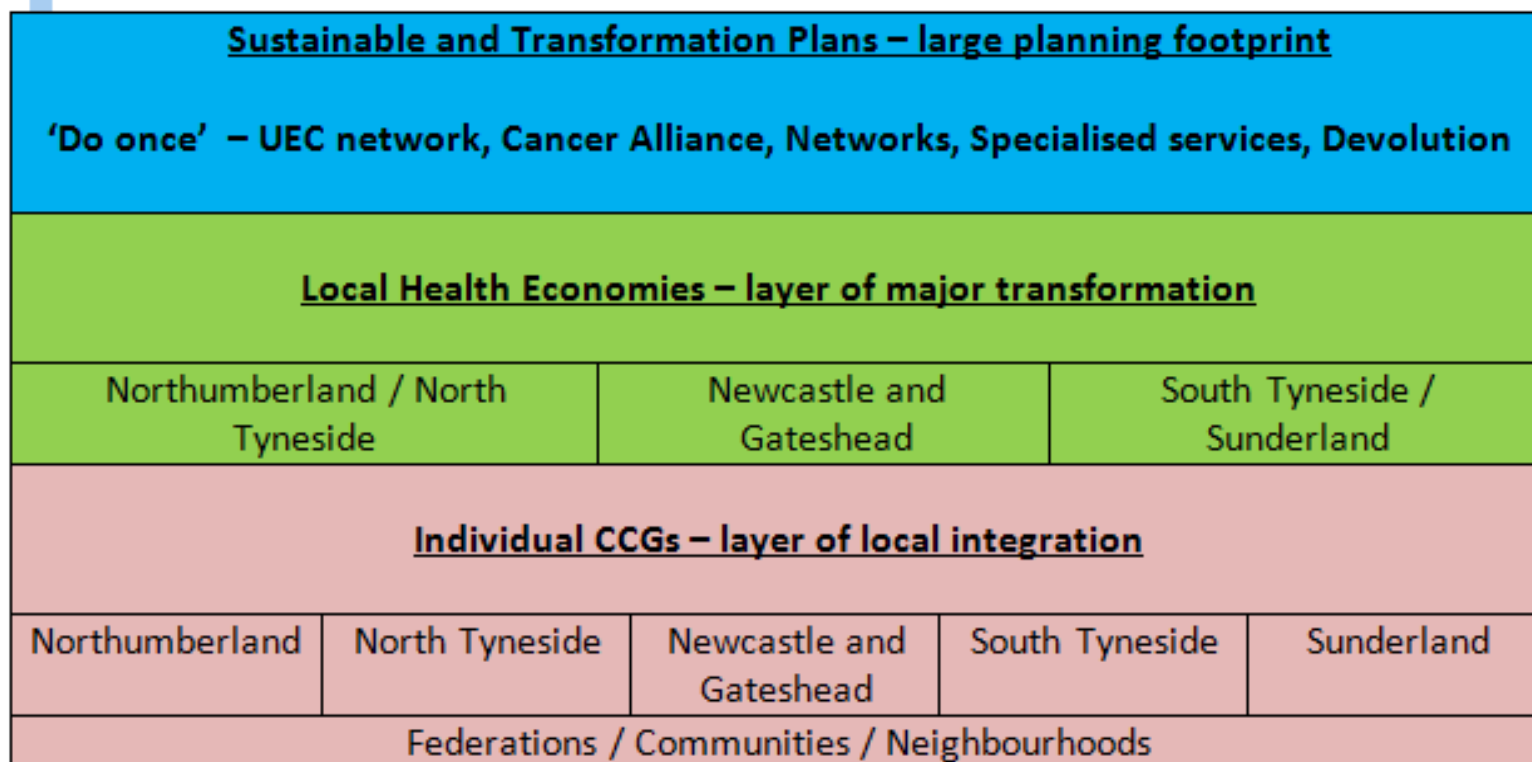 Sustainable and Transformation Plans – large planning footprint
‘Do once’ – UEC network, Cancer Alliance, Networks, Specialised services, Devolution
Local Health Economies – layer of major transformation
Northumberland / North
Tyneside
Newcastle and
Gateshead
South Tyneside /
Sunderland
Individual CCGs – layer of local integration
Northumberland
North Tyneside
Newcastle and
Gateshead
South Tyneside
Sunderland
Federations / Communities / Neighbourhoods